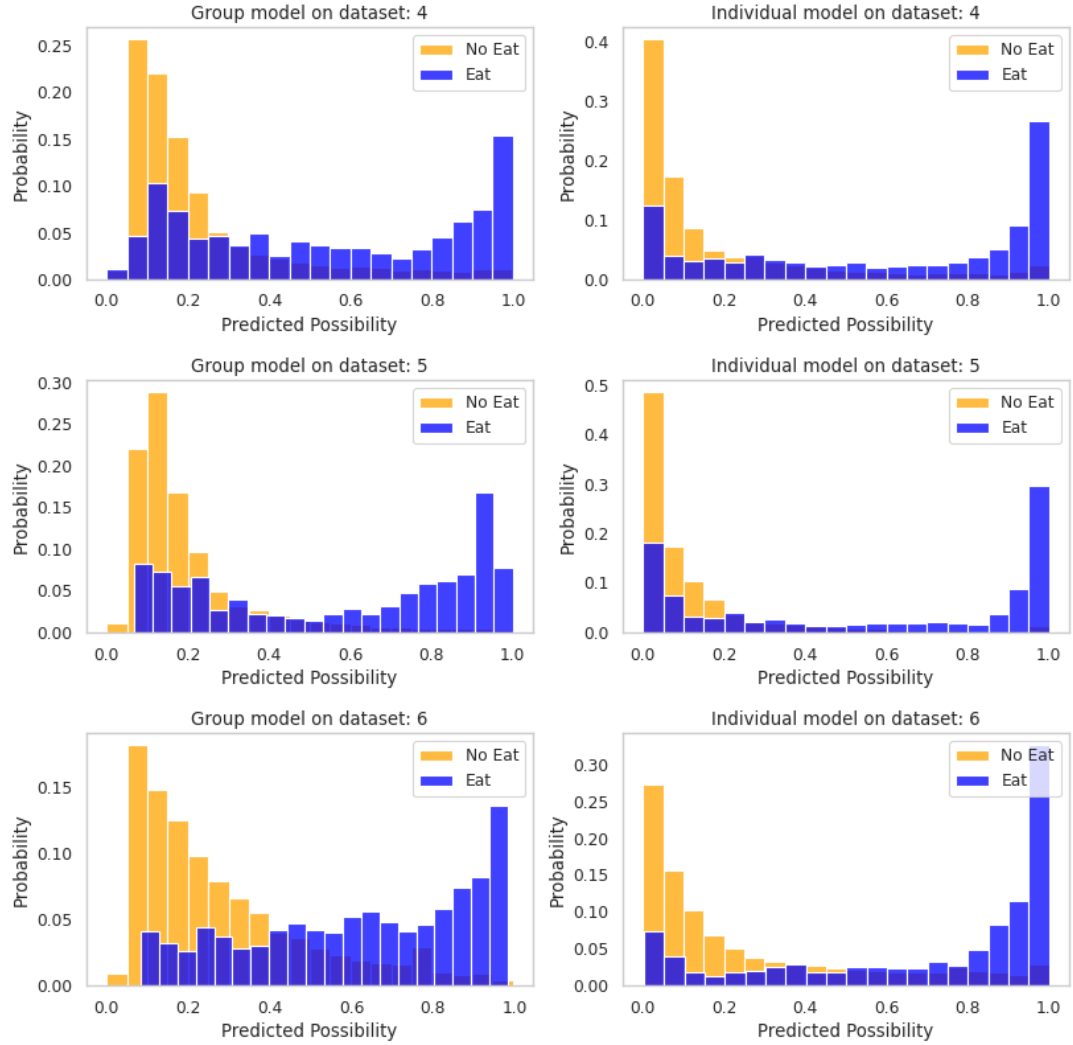 Group model on dataset: 4
No Eat
Eat
Probability
0.25
0.20
0.15
0.10
0.05
0.00
0.0 0.2 0.4 0.6 0.8 1.0
Predicted Possibility
Individual model on dataset: 4
No Eat
Eat
Probability
0.4
0.3
0.2
0.1
0.0
0.0 0.2 0.4 0.6 0.8 1.0
Predicted Possibility
Group model on dataset: 5
No Eat
Eat
Probability
0.30
0.25
0.20
0.15
0.10
0.05
0.00
0.0 0.2 0.4 0.6 0.8 1.0
Predicted Possibility
Individual model on dataset: 5
No Eat
Eat
Probability
0.5
0.4
0.3
0.2
0.1
0.0
0.0 0.2 0.4 0.6 0.8 1.0
Predicted Possibility
Group model on dataset: 6
No Eat
Eat
Probability
0.15
0.10
0.05
0.00
0.0 0.2 0.4 0.6 0.8 1.0
Predicted Possibility
Individual model on dataset: 6
No Eat
Eat
Probability
0.30
0.25
0.20
0.15
0.10
0.05
0.00
0.0 0.2 0.4 0.6 0.8 1.0
Predicted Possibility